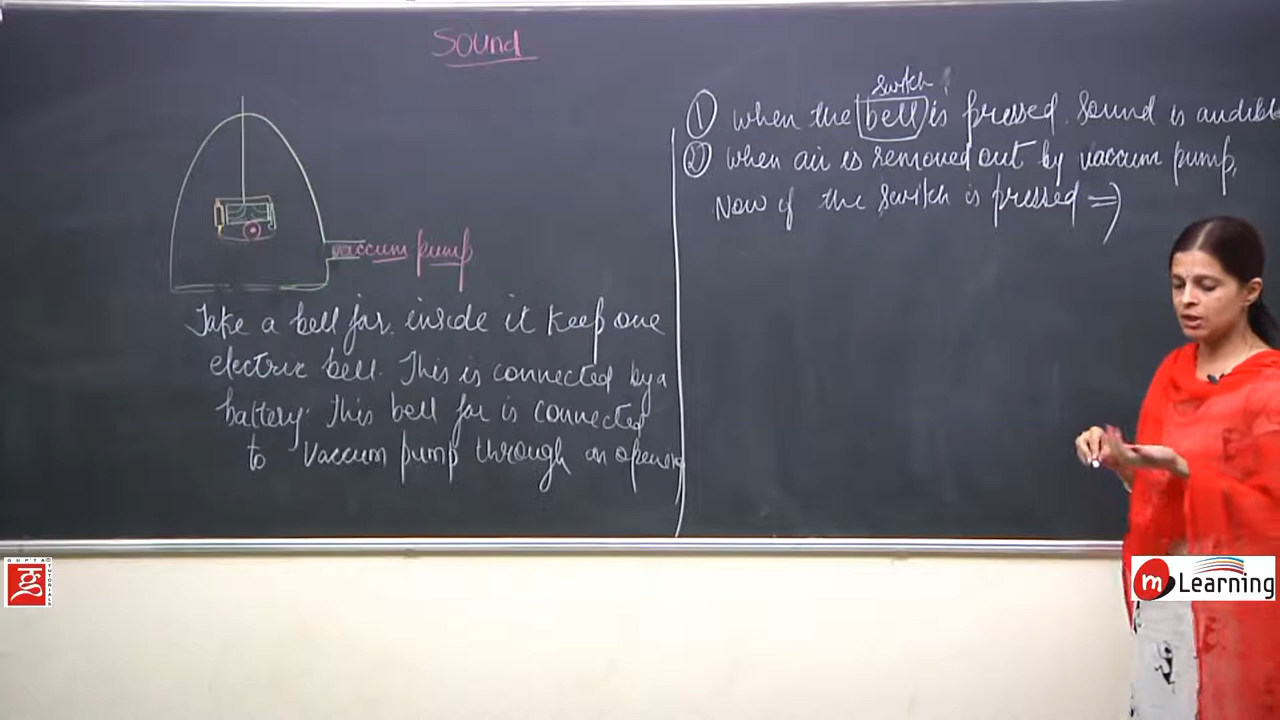 Sound
vaccum pump
Take a bell jar, inside it keep one
electric bell. This is connected by a
battery. This bell jar is connected
to vaccum pump through an opening
switch
① when the bell is pressed. Sound is audible
② when air is removed out by vaccum pump,
Now if the switch is pressed ⇒
GUPTA TUTORIALS
m Learning